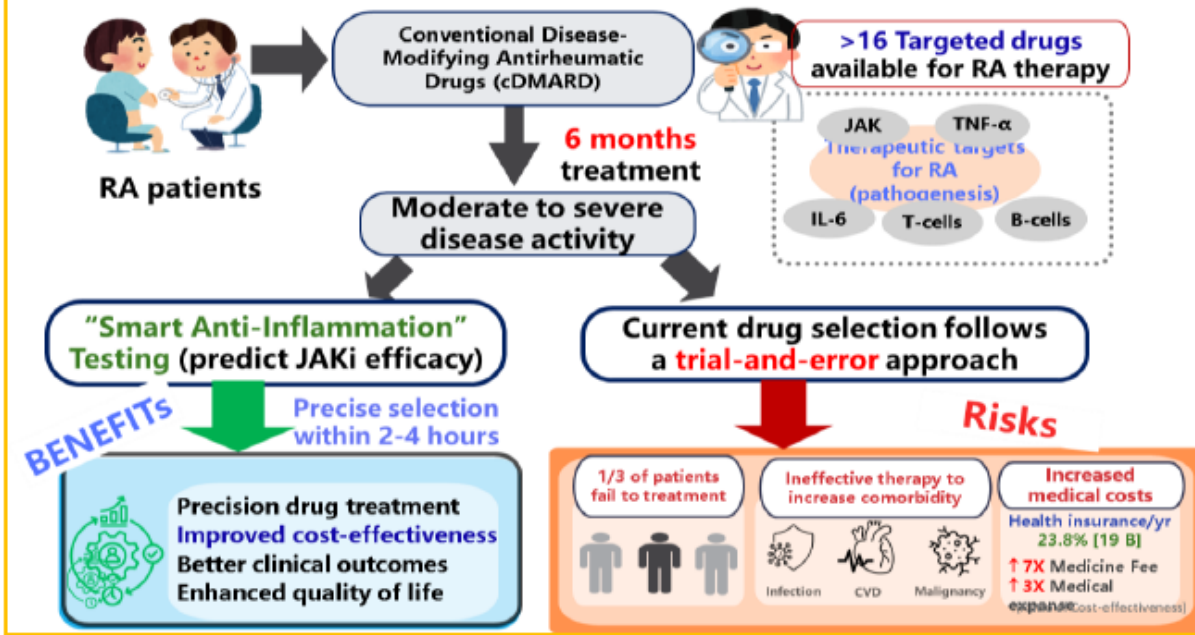 RA patients
Conventional Disease-
Modifying Antirheumatic
Drugs (cDMARD)
>16 Targeted drugs
available for RA therapy
JAK
TNF-α
Therapeutic targets
for RA
(pathogenesis)
IL-6
T-cells
B-cells
6 months
treatment
Moderate to severe
disease activity
"Smart Anti-Inflammation"
Testing (predict JAKi efficacy)
Current drug selection follows
a trial-and-error approach
BENEFITs
Precise selection
within 2-4 hours
Precision drug treatment
Improved cost-effectiveness
Better clinical outcomes
Enhanced quality of life
Risks
1/3 of patients
fail to treatment
Ineffective therapy to
increase comorbidity
Infection
CVD
Malignancy
Increased
medical costs
Health insurance/yr
23.8% [19 B]
↑ 7X Medicine Fee
↑ 3X Medical
expanse
Cost-effectiveness)